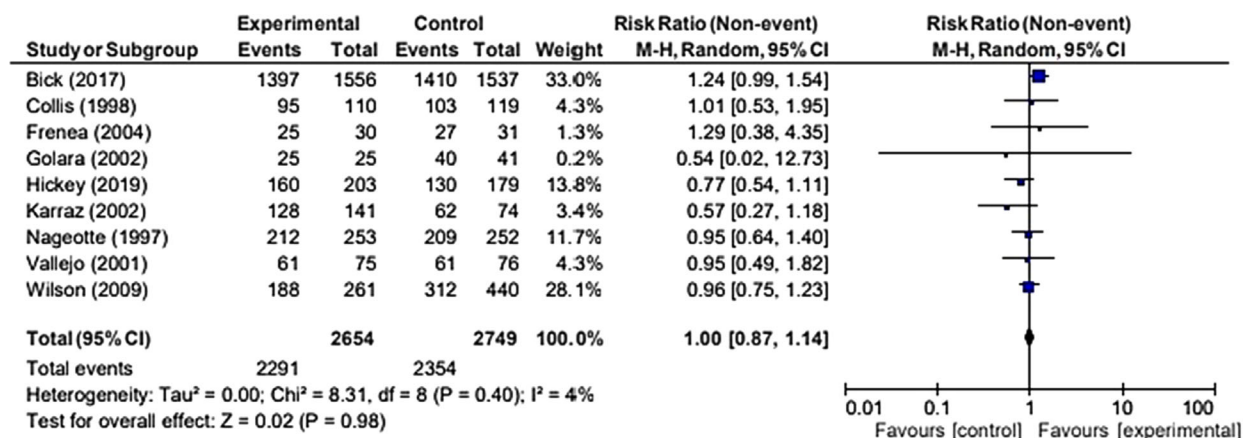 Experimental Control Risk Ratio (Non-event) Risk Ratio (Non-event)
Study or Subgroup Events Total Events Total Weight M-H, Random, 95% CI M-H, Random, 95% CI
Bick (2017) 1397 1556 1410 1537 33.0% 1.24 [0.99, 1.54]
Collis (1998) 95 110 103 119 4.3% 1.01 [0.53, 1.95]
Frenea (2004) 25 30 27 31 1.3% 1.29 [0.38, 4.35]
Golara (2002) 25 25 40 41 0.2% 0.54 [0.02, 12.73]
Hickey (2019) 160 203 130 179 13.8% 0.77 [0.54, 1.11]
Karraz (2002) 128 141 62 74 3.4% 0.57 [0.27, 1.18]
Nageotte (1997) 212 253 209 252 11.7% 0.95 [0.64, 1.40]
Vallejo (2001) 61 75 61 76 4.3% 0.95 [0.49, 1.82]
Wilson (2009) 188 261 312 440 28.1% 0.96 [0.75, 1.23]
Total (95% CI) 2654 2749 100.0% 1.00 [0.87, 1.14]
Total events 2291 2354
Heterogeneity: Tau² = 0.00; Chi² = 8.31, df = 8 (P = 0.40); I² = 4%
Test for overall effect: Z = 0.02 (P = 0.98)
0.01 0.1 1 10 100
Favours [control] Favours [experimental]